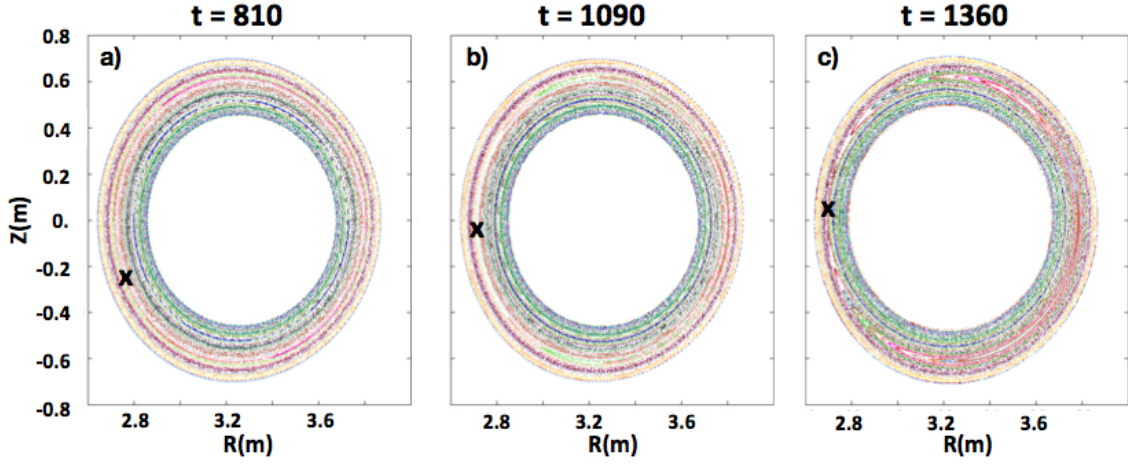 t = 810 t = 1090 t = 1360
a) b) c)
0.8
0.6
0.4
0.2
0.
-0.2
-0.4
-0.6
-0.8
Z(m)
X X X
2.8 3.2 3.6 2.8 3.2 3.6 2.8 3.2 3.6
R(m) R(m) R(m)